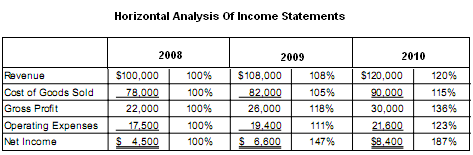 Horizontal Analysis Of Income Statements
2008 2009 2010
Revenue $100,000 100% $108,000 108% $120,000 120%
Cost of Goods Sold 78,000 100% 82,000 105% 90,000 115%
Gross Profit 22,000 100% 26,000 118% 30,000 136%
Operating Expenses 17,500 100% 19,400 111% 21,600 123%
Net Income $ 4,500 100% $ 6,600 147% $8,400 187%